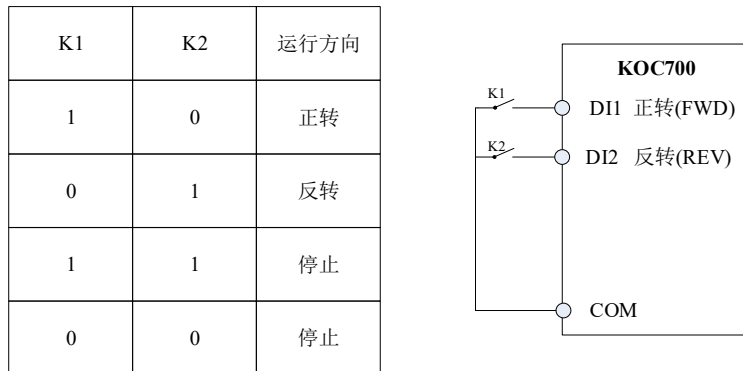 K1 K2 运行方向
1 0 正转
0 1 反转
1 1 停止
0 0 停止
KOC700
K1
DI1 正转(FWD)
K2
DI2 反转(REV)
COM